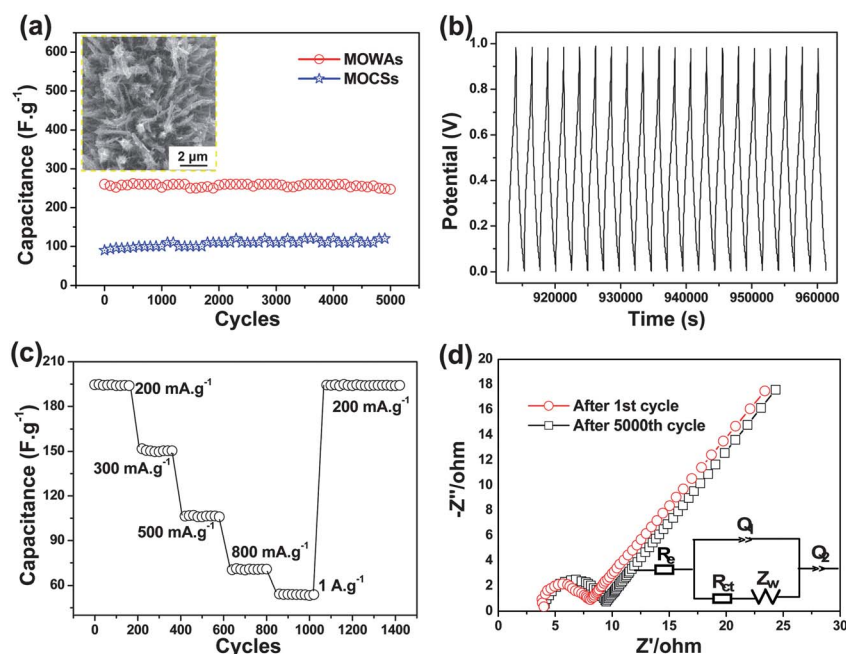 (a)
600
500
400
300
200
100
0
Capacitance (F.g-1)
0 1000 2000 3000 4000 5000
Cycles
2 μm
MOWAs
MOCSs
(b)
1.0
0.8
0.6
0.4
0.2
0.0
Potential (V)
920000 930000 940000 950000 960000
Time (s)
(c)
210
180
150
120
90
60
Capacitance (F.g-1)
200 mA.g-1
300 mA.g-1
500 mA.g-1
800 mA.g-1
1 A.g-1
200 mA.g-1
0 200 400 600 800 1000 1200 1400
Cycles
(d)
18
16
14
12
10
8
6
4
2
0
-Z''/ohm
After 1st cycle
After 5000th cycle
Re
Q1
Rct
Zw
Q2
0 5 10 15 20 25 30
Z'/ohm